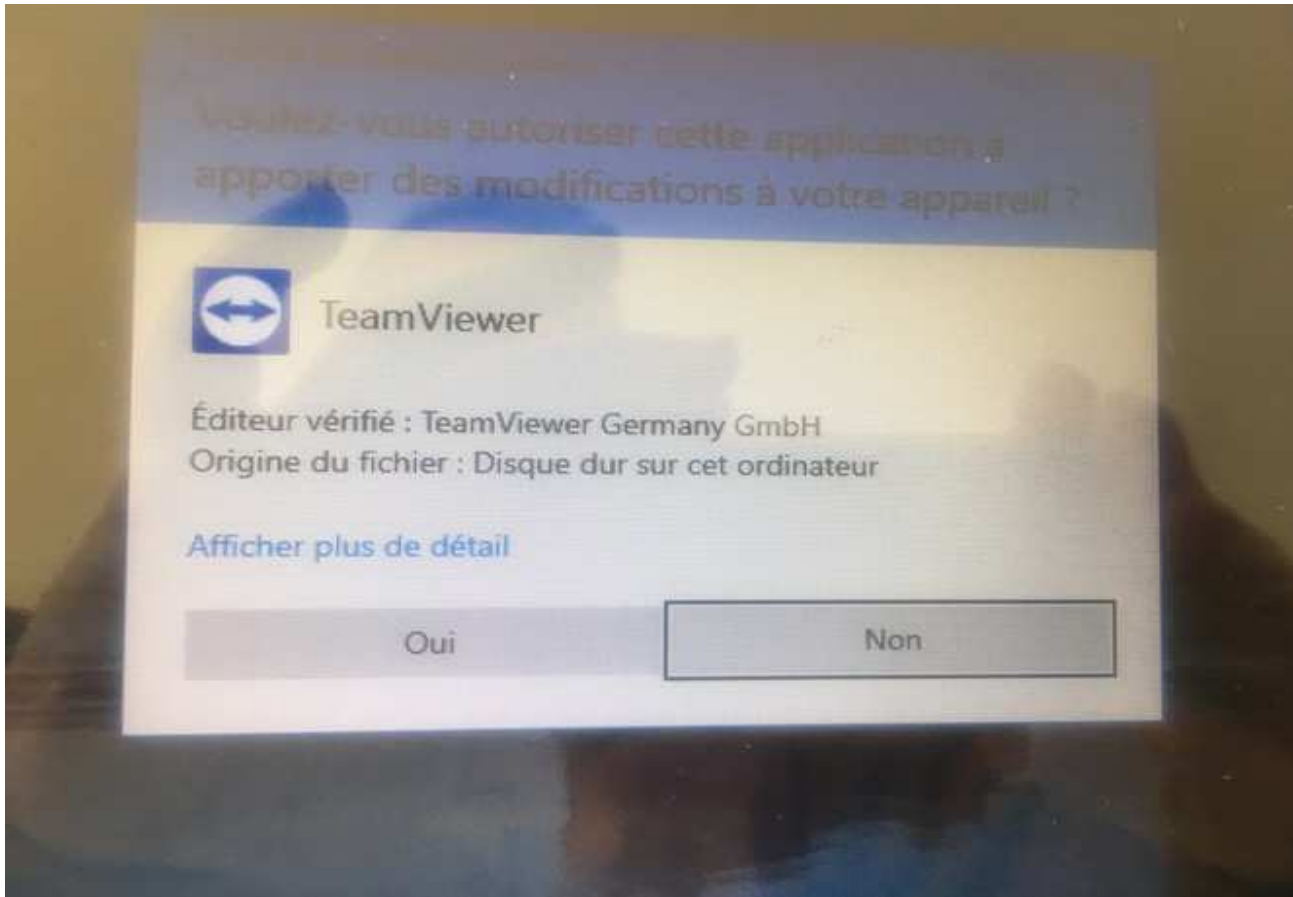 Voulez-vous autoriser cette application à
apporter des modifications à votre appareil ?
TeamViewer
Éditeur vérifié : TeamViewer Germany GmbH
Origine du fichier : Disque dur sur cet ordinateur
Afficher plus de détail
Oui
Non